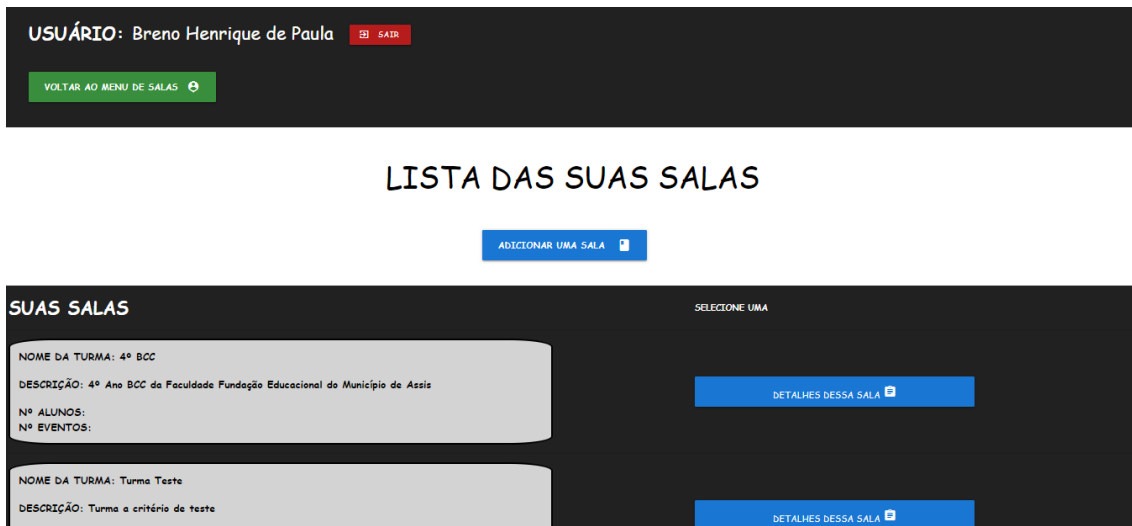 USUÁRIO: Breno Henrique de Paula SAIR
VOLTAR AO MENU DE SALAS
LISTA DAS SUAS SALAS
ADICIONAR UMA SALA
SUAS SALAS SELECIONE UMA
NOME DA TURMA: 4º BCC
DESCRIÇÃO: 4º Ano BCC da Faculdade Fundação Educacional do Município de Assis
DETALHES DESSA SALA
Nº ALUNOS:
Nº EVENTOS:
NOME DA TURMA: Turma Teste
DESCRIÇÃO: Turma a critério de teste
DETALHES DESSA SALA